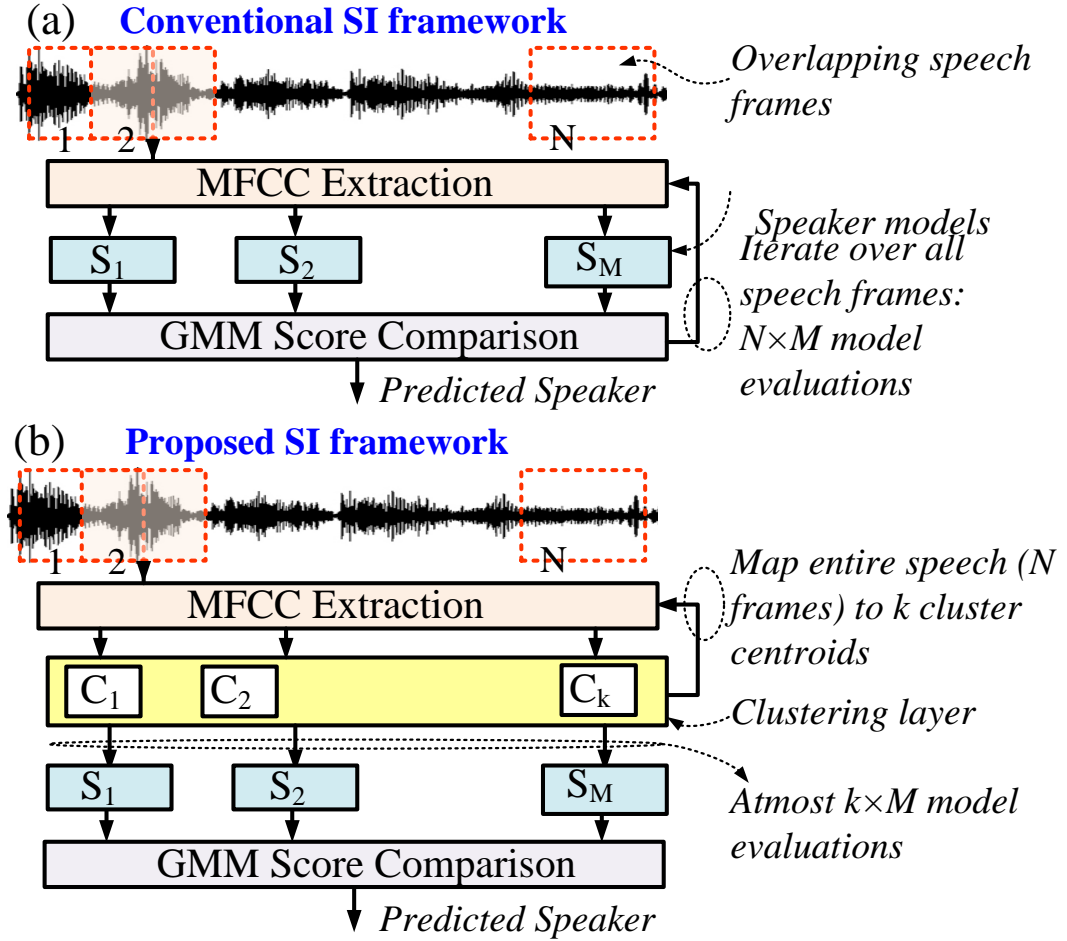 (a) Conventional SI framework
Overlapping speech
frames
1 2 N
MFCC Extraction
S1 S2 SM
Speaker models
Iterate over all
speech frames:
N×M model
evaluations
GMM Score Comparison
Predicted Speaker
(b) Proposed SI framework
1 2 N
Map entire speech (N
frames) to k cluster
centroids
MFCC Extraction
C1 C2 Ck
Clustering layer
S1 S2 SM
Atmost k×M model
evaluations
GMM Score Comparison
Predicted Speaker